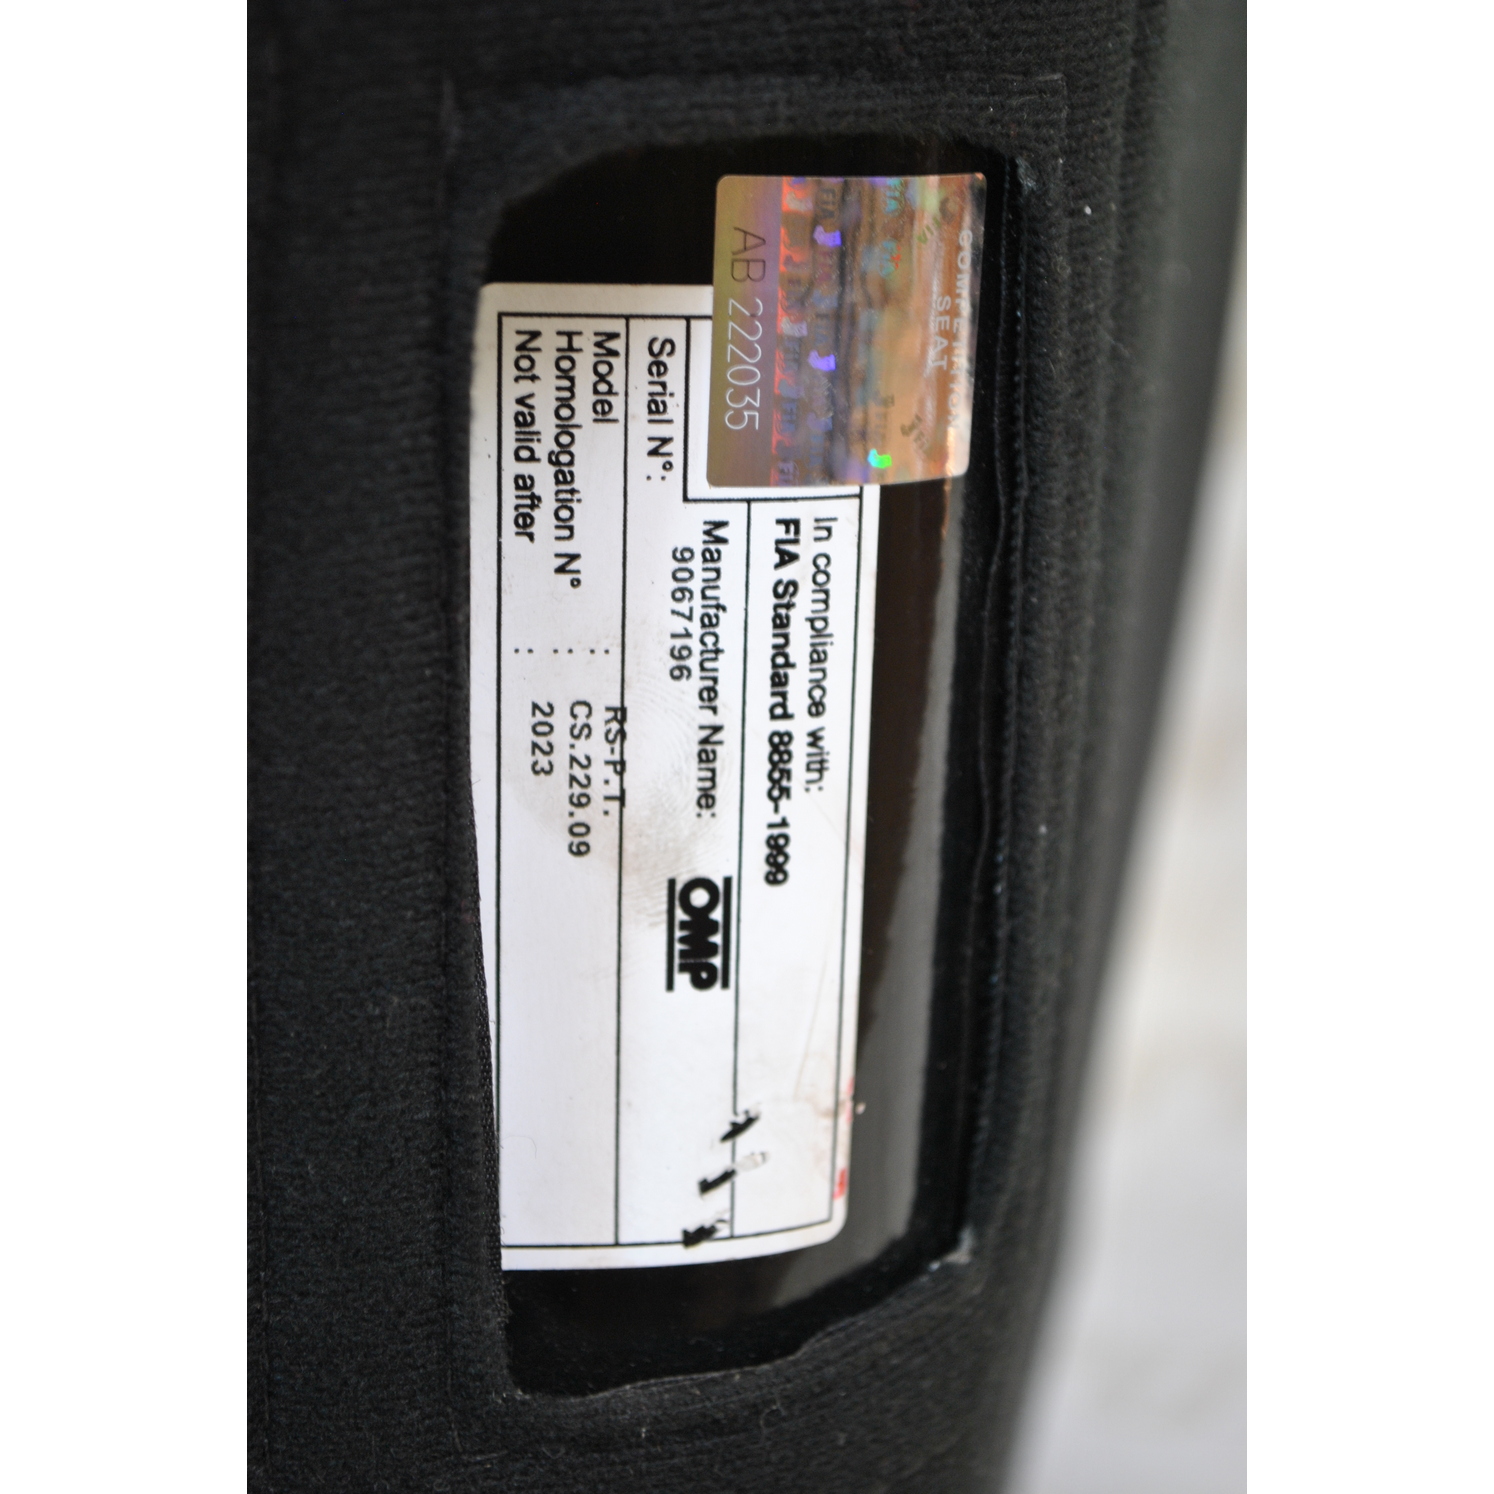 COMPETITION
SEAT
AB 222035
In compliance with:
FIA Standard 8855-1999
Manufacturer Name: OMP
Serial N°: 9067196
Model : RS-P.T.
Homologation N° : CS.229.09
Not valid after : 2023